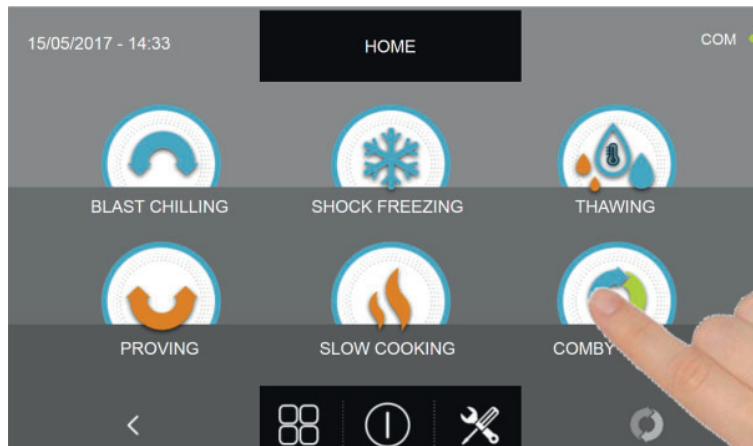 15/05/2017 - 14:33
HOME
COM
BLAST CHILLING
SHOCK FREEZING
THAWING
PROVING
SLOW COOKING
COMBY